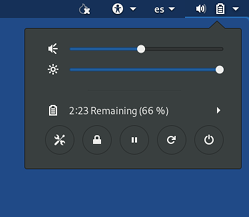 es
2:23 Remaining (66 %)